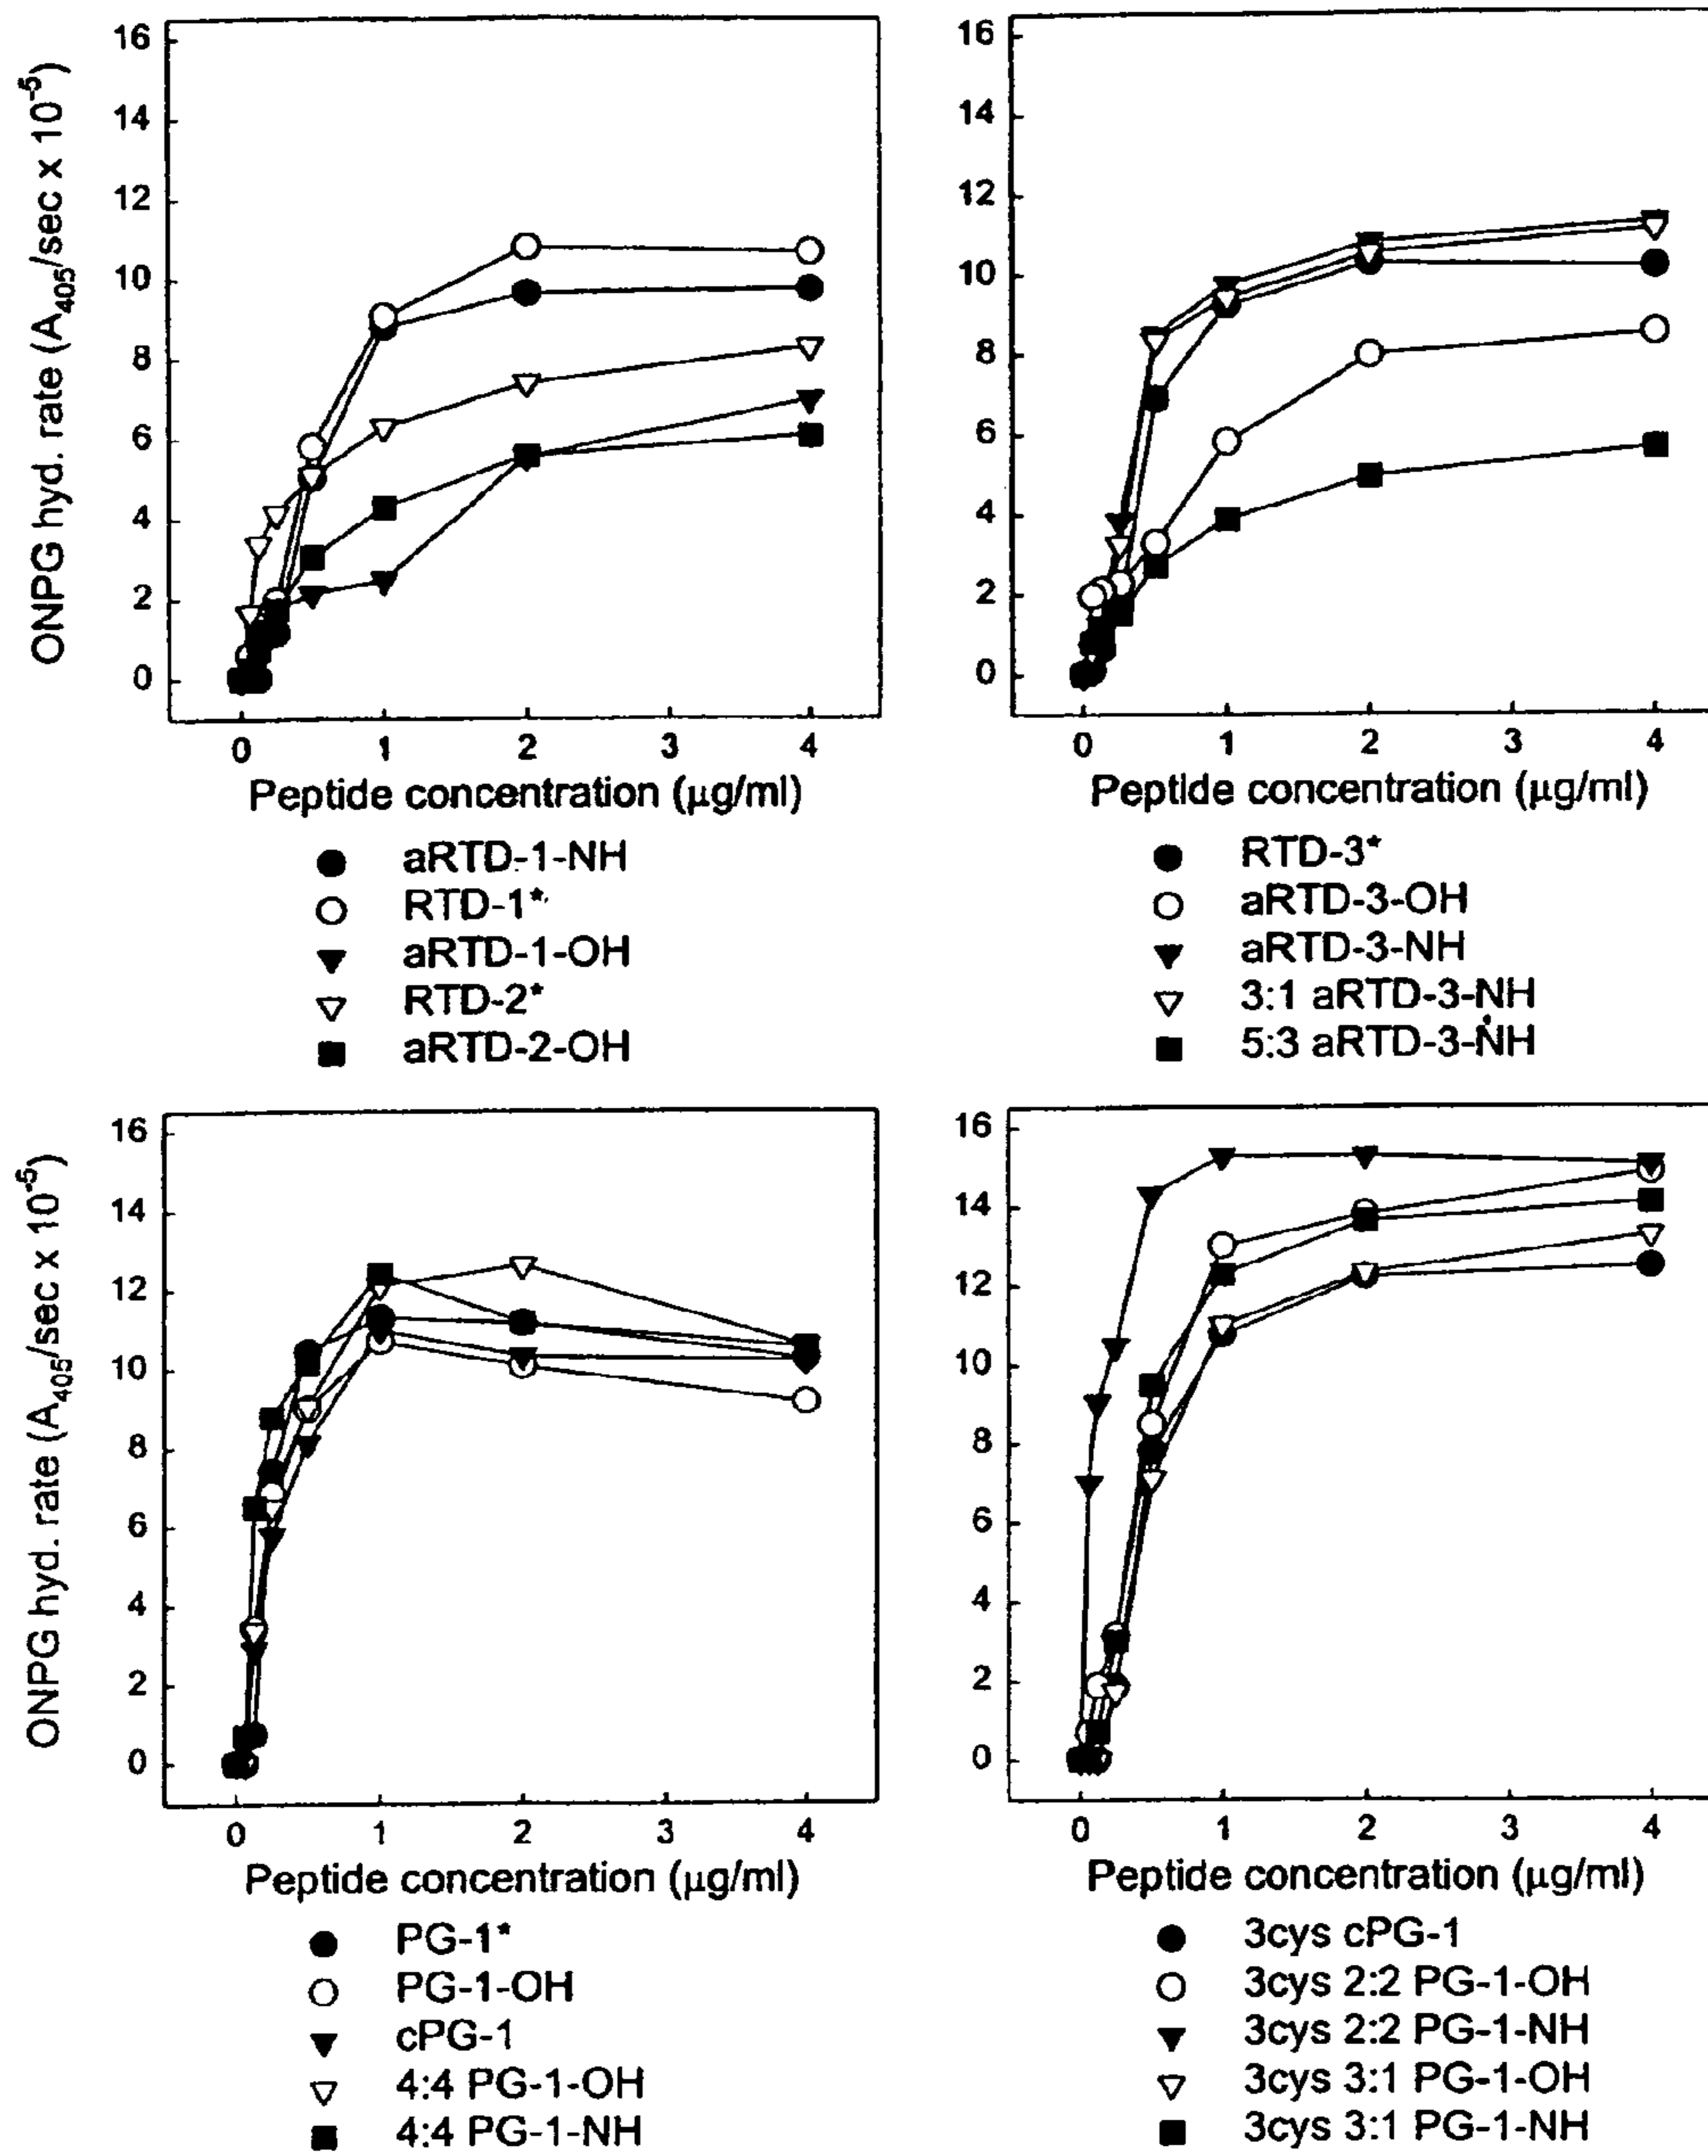 16
14
12
10
8
6
4
2
0
ONPG hyd. rate (A405/sec x 10-5)
0 1 2 3 4
Peptide concentration (μg/ml)
aRTD-1-NH
RTD-1*
aRTD-1-OH
RTD-2*
aRTD-2-OH
16
14
12
10
8
6
4
2
0
0 1 2 3 4
Peptide concentration (μg/ml)
RTD-3*
aRTD-3-OH
aRTD-3-NH
3:1 aRTD-3-NH
5:3 aRTD-3-NH
16
14
12
10
8
6
4
2
0
ONPG hyd. rate (A405/sec x 10-5)
0 1 2 3 4
Peptide concentration (μg/ml)
PG-1*
PG-1-OH
cPG-1
4:4 PG-1-OH
4:4 PG-1-NH
16
14
12
10
8
6
4
2
0
0 1 2 3 4
Peptide concentration (μg/ml)
3cys cPG-1
3cys 2:2 PG-1-OH
3cys 2:2 PG-1-NH
3cys 3:1 PG-1-OH
3cys 3:1 PG-1-NH